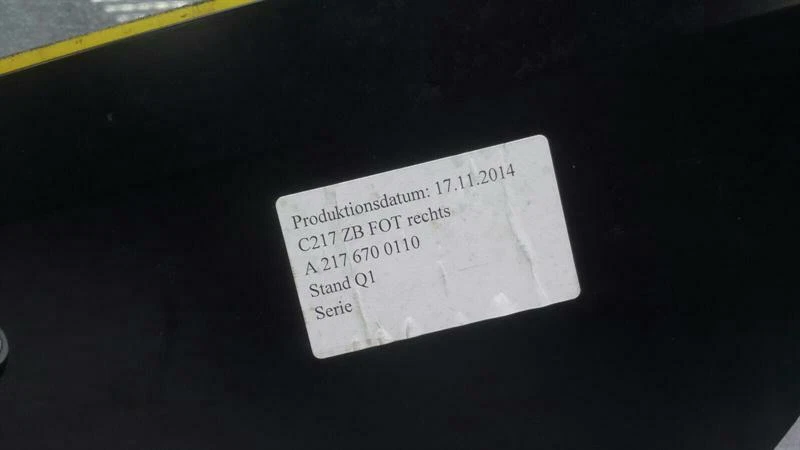 Produktionsdatum: 17.11.2014
C217 ZB FOT rechts
A 217 670 0110
Stand Q1
Serie